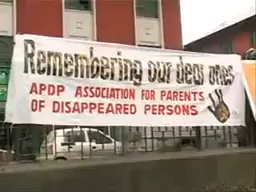 Remembering our dear ones
APDP ASSOCIATION FOR PARENTS
OF DISAPPEARED PERSONS